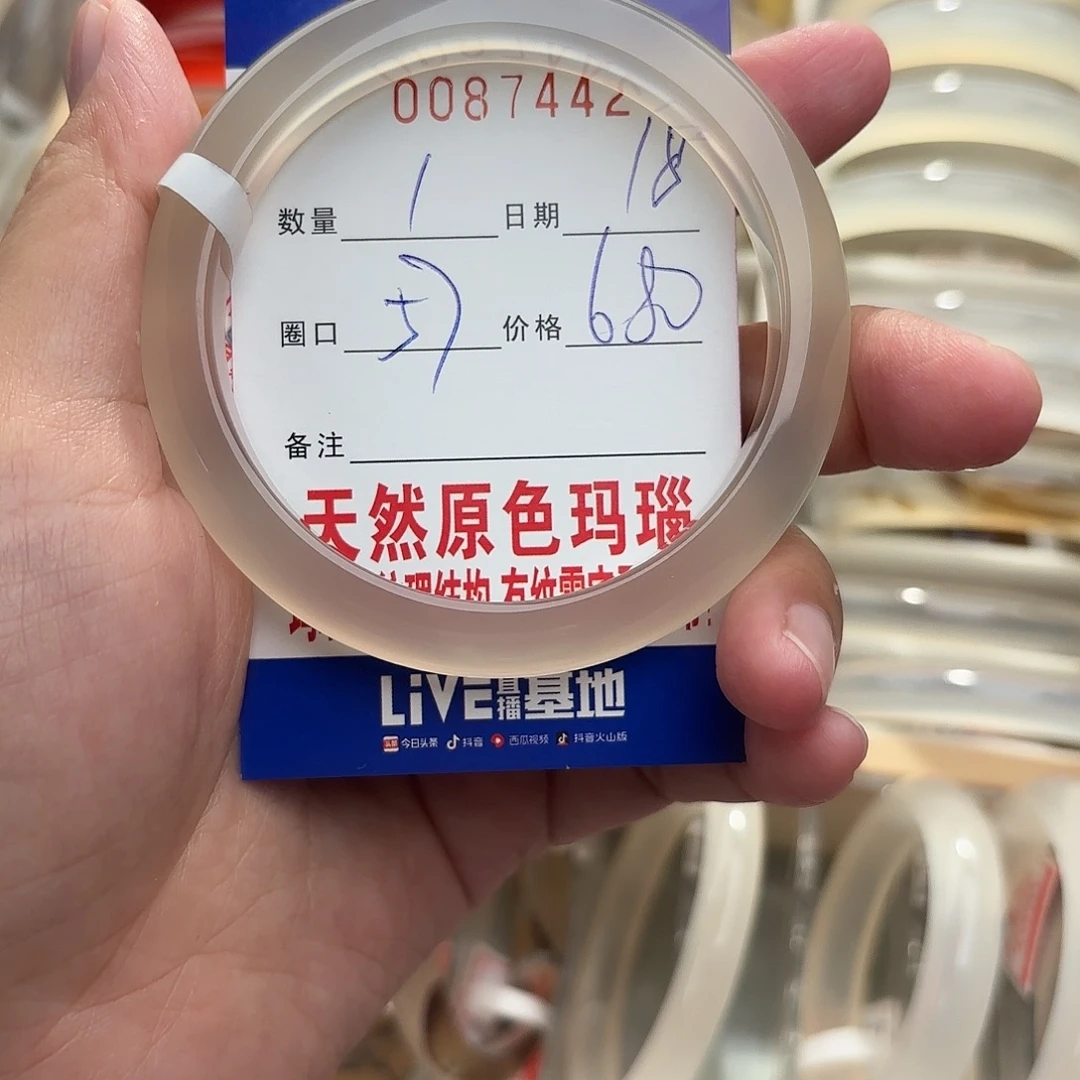 0087442
数量 1 日期 18
圈口 57 价格 680
备注
天然原色玛瑙
LiVE直播基地
头条 今日头条 抖音 西瓜视频 抖音火山版